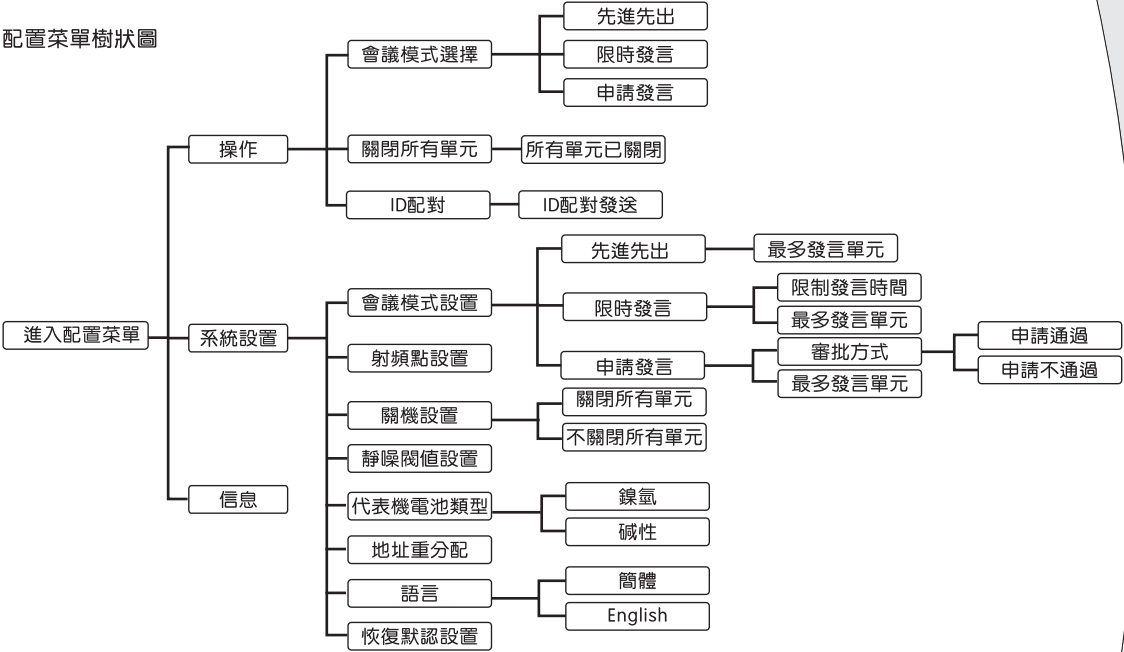 配置菜單樹狀圖
進入配置菜單
操作
會議模式選擇
先進先出
限時發言
申請發言
關閉所有單元
所有單元已關閉
ID配對
ID配對發送
系統設置
會議模式設置
先進先出
最多發言單元
限時發言
限制發言時間
最多發言單元
申請發言
審批方式
申請通過
申請不通過
最多發言單元
射頻點設置
關機設置
關閉所有單元
不關閉所有單元
靜噪閥值設置
代表機電池類型
鎳氫
碱性
地址重分配
語言
簡體
English
恢復默認設置
信息